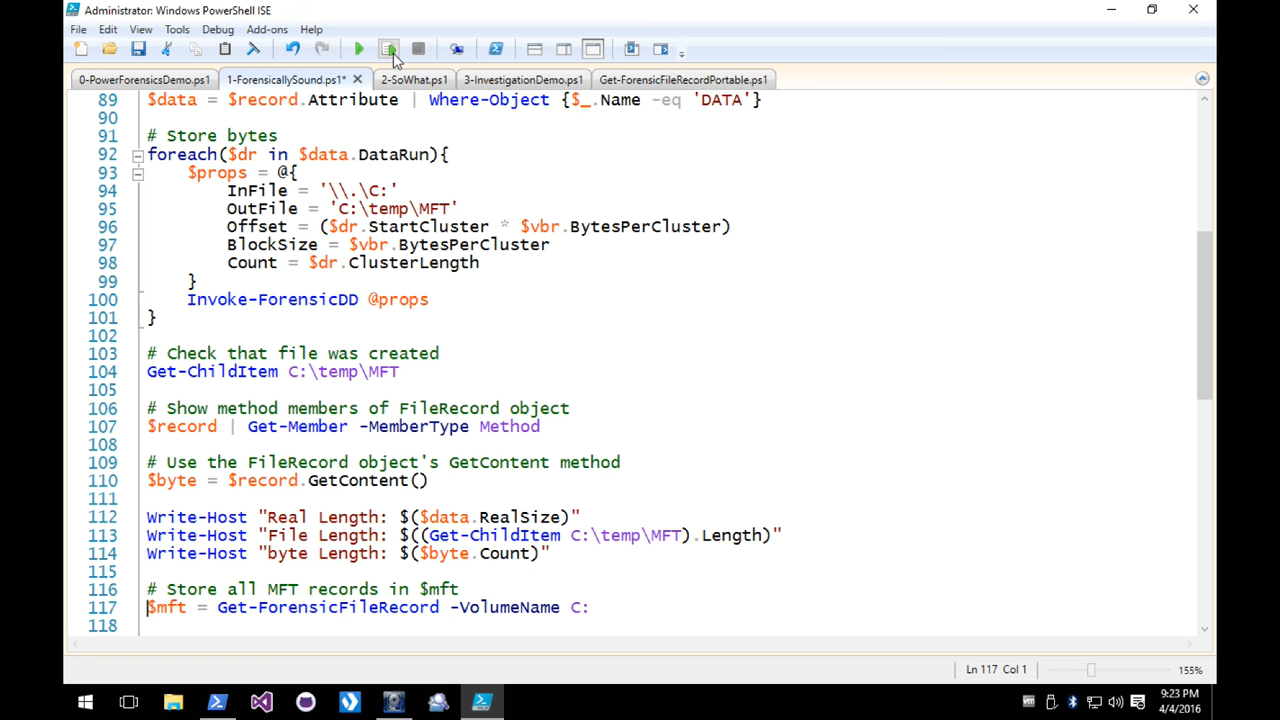 Administrator: Windows PowerShell ISE
File Edit View Tools Debug Add-ons Help
0-PowerForensicsDemo.ps1 1-ForensicallySound.ps1* 2-SoWhat.ps1 3-InvestigationDemo.ps1 Get-ForensicFileRecordPortable.ps1
89 $data = $record.Attribute | Where-Object {$_.Name -eq 'DATA'}
90
91 # Store bytes
92 foreach($dr in $data.DataRun){
93 $props = @{
94 InFile = '\\.\C:'
95 OutFile = 'C:\temp\MFT'
96 Offset = ($dr.StartCluster * $vbr.BytesPerCluster)
97 BlockSize = $vbr.BytesPerCluster
98 Count = $dr.ClusterLength
99 }
100 Invoke-ForensicDD @props
101 }
102
103 # Check that file was created
104 Get-ChildItem C:\temp\MFT
105
106 # Show method members of FileRecord object
107 $record | Get-Member -MemberType Method
108
109 # Use the FileRecord object's GetContent method
110 $byte = $record.GetContent()
111
112 Write-Host "Real Length: $($data.RealSize)"
113 Write-Host "File Length: $((Get-ChildItem C:\temp\MFT).Length)"
114 Write-Host "byte Length: $($byte.Count)"
115
116 # Store all MFT records in $mft
117 $mft = Get-ForensicFileRecord -VolumeName C:
118
Ln 117 Col 1 155%
9:23 PM
4/4/2016